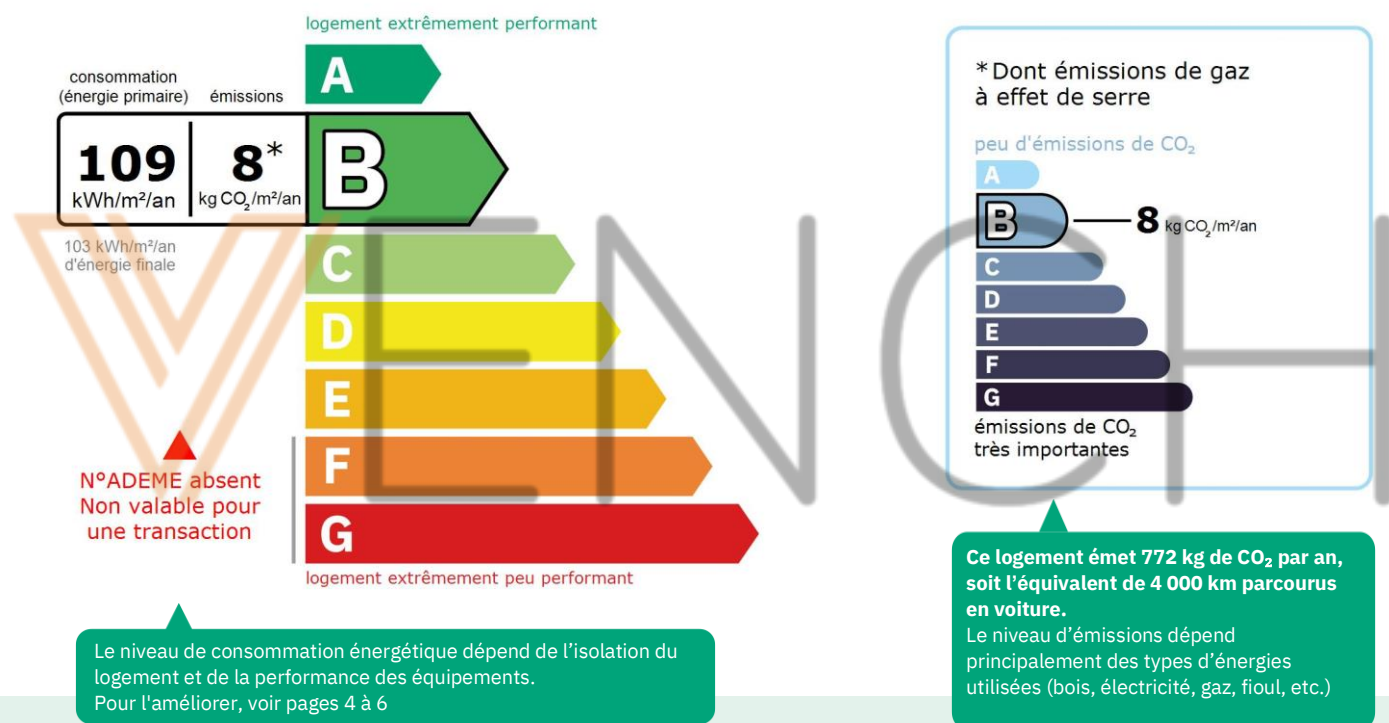 logement extrêmement performant
consommation
(énergie primaire) émissions
109 8*
kWh/m²/an kg CO₂/m²/an
103 kWh/m²/an
d'énergie finale
A
B
C
D
E
F
G
N°ADEME absent
Non valable pour
une transaction
logement extrêmement peu performant
Le niveau de consommation énergétique dépend de l’isolation du
logement et de la performance des équipements.
Pour l'améliorer, voir pages 4 à 6
*Dont émissions de gaz
à effet de serre
peu d'émissions de CO₂
A
B 8 kg CO₂/m²/an
C
D
E
F
G
émissions de CO₂
très importantes
Ce logement émet 772 kg de CO₂ par an,
soit l’équivalent de 4 000 km parcourus
en voiture.
Le niveau d’émissions dépend
principalement des types d’énergies
utilisées (bois, électricité, gaz, fioul, etc.)
VENCH